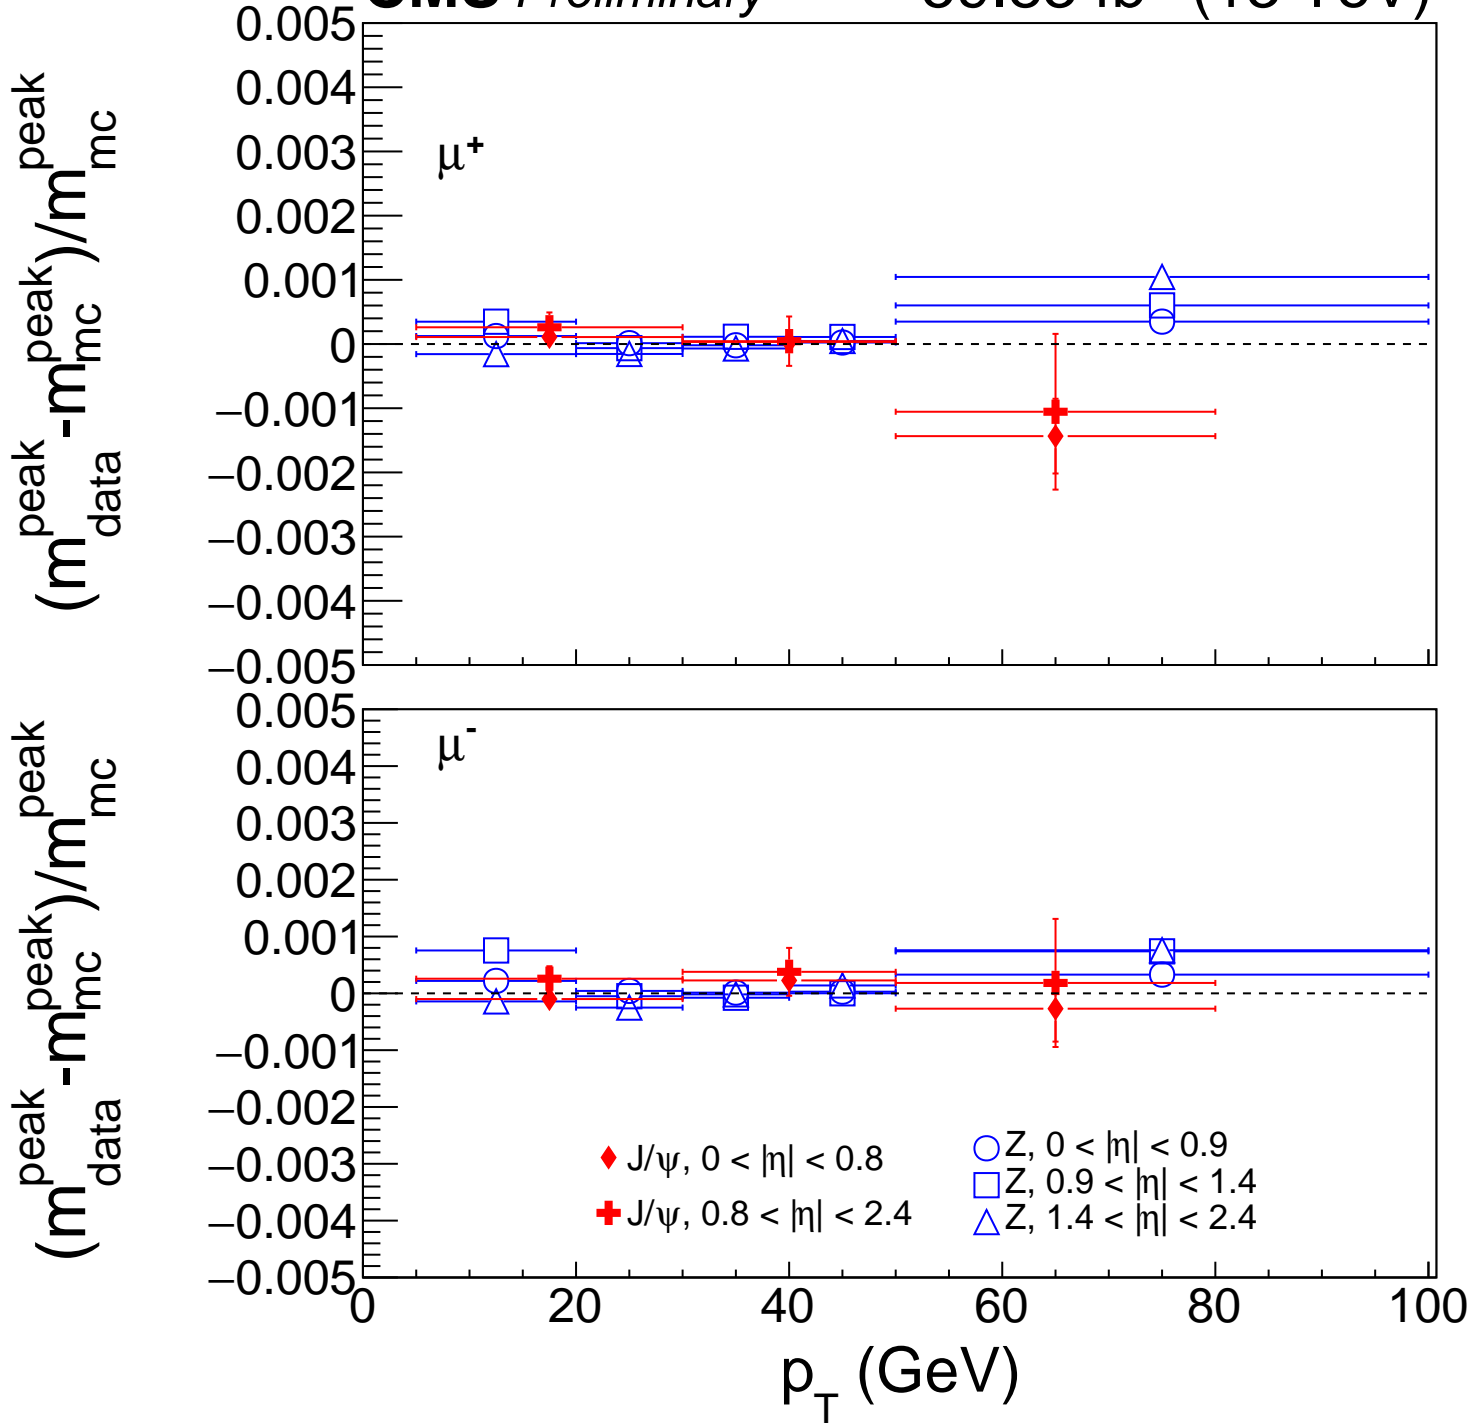 CMS Preliminary
(13 TeV)
0.005
0.004
0.003
0.002
0.001
0
−0.001
−0.002
−0.003
−0.004
−0.005
(m^peak_data -m^peak_mc)/m^peak_mc
μ+
0.005
0.004
0.003
0.002
0.001
0
−0.001
−0.002
−0.003
−0.004
−0.005
(m^peak_data -m^peak_mc)/m^peak_mc
μ-
J/ψ, 0 < |η| < 0.8
J/ψ, 0.8 < |η| < 2.4
Z, 0 < |η| < 0.9
Z, 0.9 < |η| < 1.4
Z, 1.4 < |η| < 2.4
0 20 40 60 80 100
p_T (GeV)